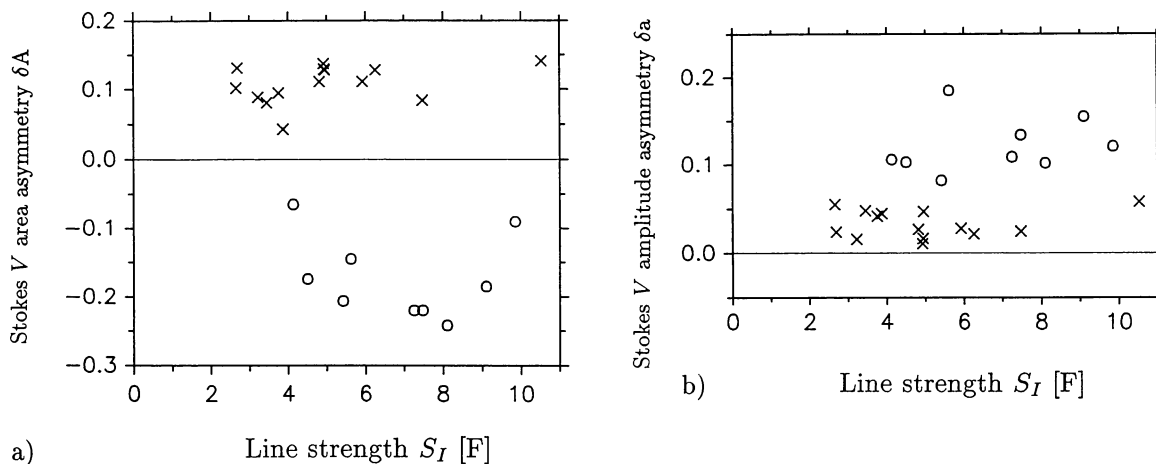 Stokes V area asymmetry δA
0.2
0.1
0.0
−0.1
−0.2
−0.3
0 2 4 6 8 10
Line strength S_I [F]
a)
Stokes V amplitude asymmetry δa
0.2
0.1
0.0
0 2 4 6 8 10
Line strength S_I [F]
b)